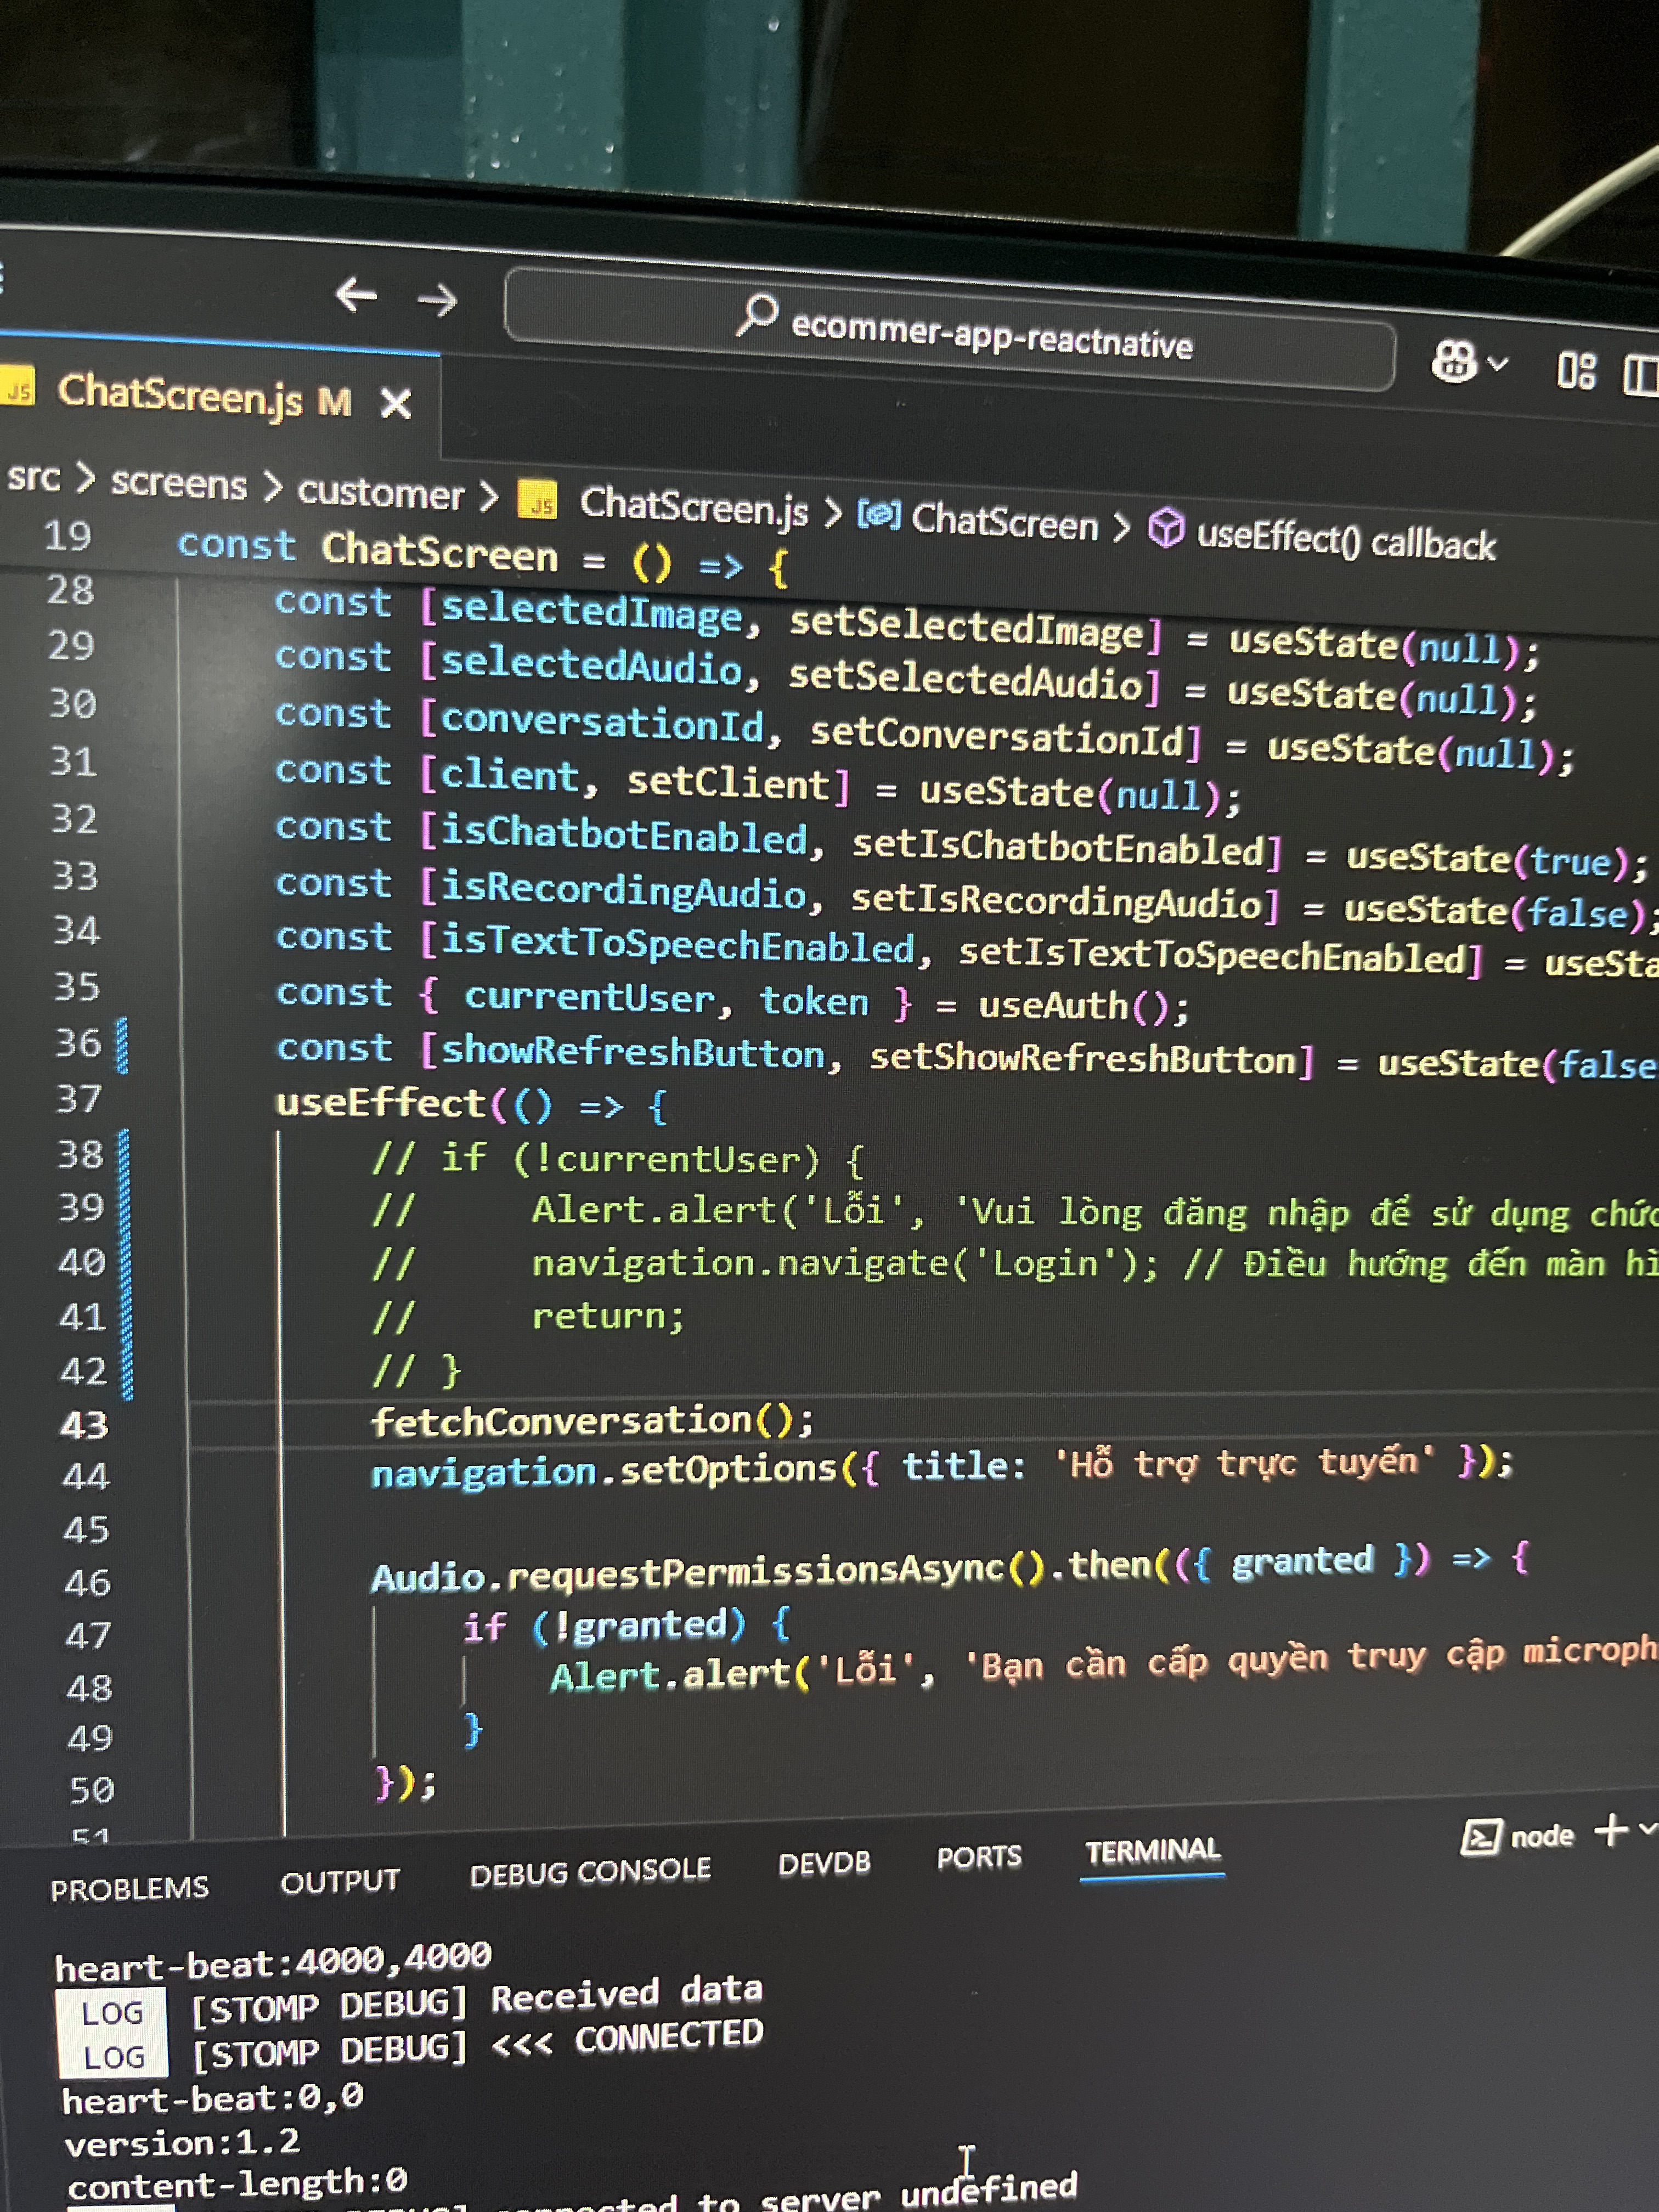 ecommer-app-reactnative
JS ChatScreen.js M
src > screens > customer > JS ChatScreen.js > ChatScreen > useEffect() callback
19 const ChatScreen = () => {
28 const [selectedImage, setSelectedImage] = useState(null);
29 const [selectedAudio, setSelectedAudio] = useState(null);
30 const [conversationId, setConversationId] = useState(null);
31 const [client, setClient] = useState(null);
32 const [isChatbotEnabled, setIsChatbotEnabled] = useState(true);
33 const [isRecordingAudio, setIsRecordingAudio] = useState(false);
34 const [isTextToSpeechEnabled, setIsTextToSpeechEnabled] = useSta
35 const { currentUser, token } = useAuth();
36 const [showRefreshButton, setShowRefreshButton] = useState(false
37 useEffect(() => {
38 // if (!currentUser) {
39 // Alert.alert('Lỗi', 'Vui lòng đăng nhập để sử dụng chức
40 // navigation.navigate('Login'); // Điều hướng đến màn hì
41 // return;
42 // }
43 fetchConversation();
44 navigation.setOptions({ title: 'Hỗ trợ trực tuyến' });
45
46 Audio.requestPermissionsAsync().then(({ granted }) => {
47 if (!granted) {
48 Alert.alert('Lỗi', 'Bạn cần cấp quyền truy cập microph
49 }
50 });
51
PROBLEMS OUTPUT DEBUG CONSOLE DEVDB PORTS TERMINAL node
heart-beat:4000,4000
LOG [STOMP DEBUG] Received data
LOG [STOMP DEBUG] <<< CONNECTED
heart-beat:0,0
version:1.2
content-length:0
to server undefined